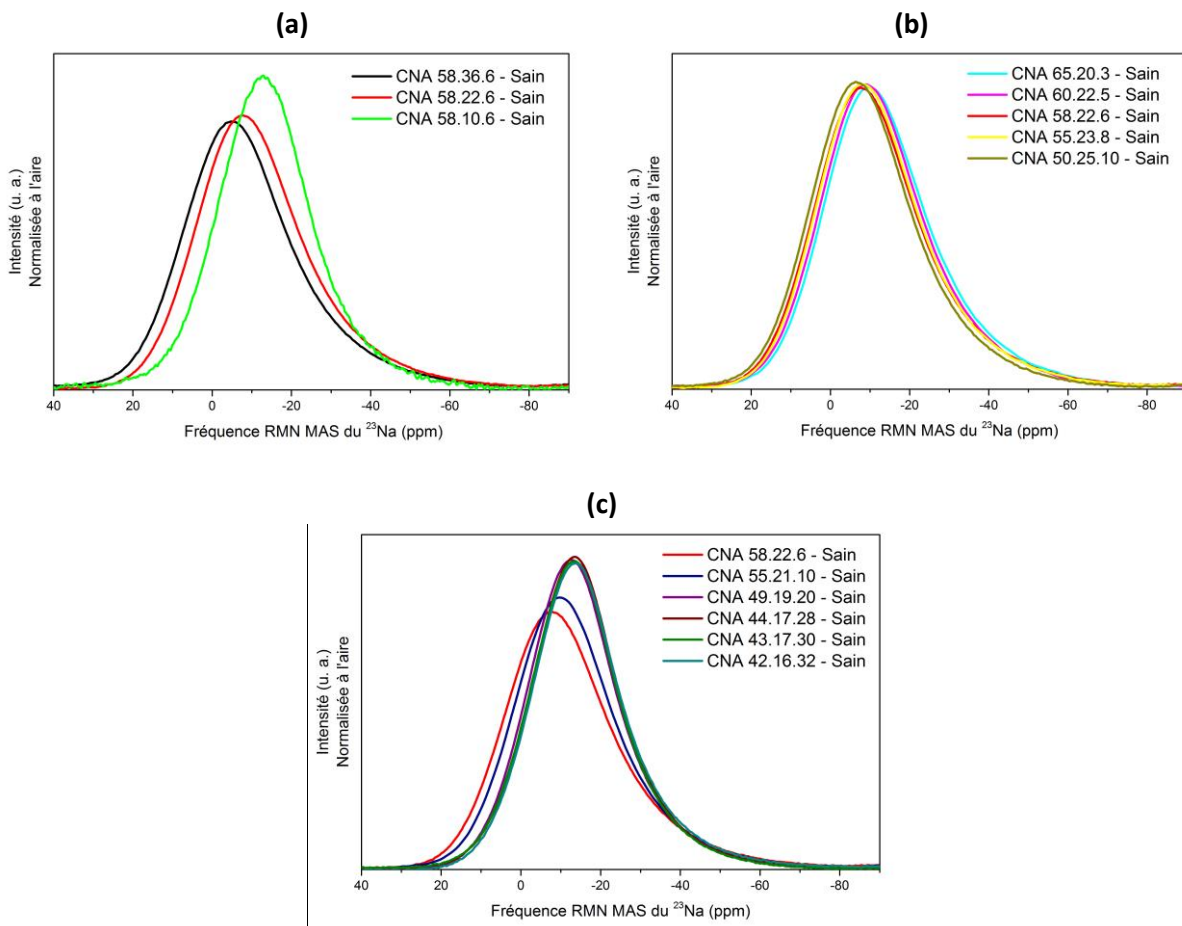 (a)
CNA 58.36.6 - Sain
CNA 58.22.6 - Sain
CNA 58.10.6 - Sain
Intensité (u. a.)
Normalisée à l'aire
40 20 0 -20 -40 -60 -80
Fréquence RMN MAS du ²³Na (ppm)
(b)
CNA 65.20.3 - Sain
CNA 60.22.5 - Sain
CNA 58.22.6 - Sain
CNA 55.23.8 - Sain
CNA 50.25.10 - Sain
Intensité (u. a.)
Normalisée à l'aire
40 20 0 -20 -40 -60 -80
Fréquence RMN MAS du ²³Na (ppm)
(c)
CNA 58.22.6 - Sain
CNA 55.21.10 - Sain
CNA 49.19.20 - Sain
CNA 44.17.28 - Sain
CNA 43.17.30 - Sain
CNA 42.16.32 - Sain
Intensité (u. a.)
Normalisée à l'aire
40 20 0 -20 -40 -60 -80
Fréquence RMN MAS du ²³Na (ppm)